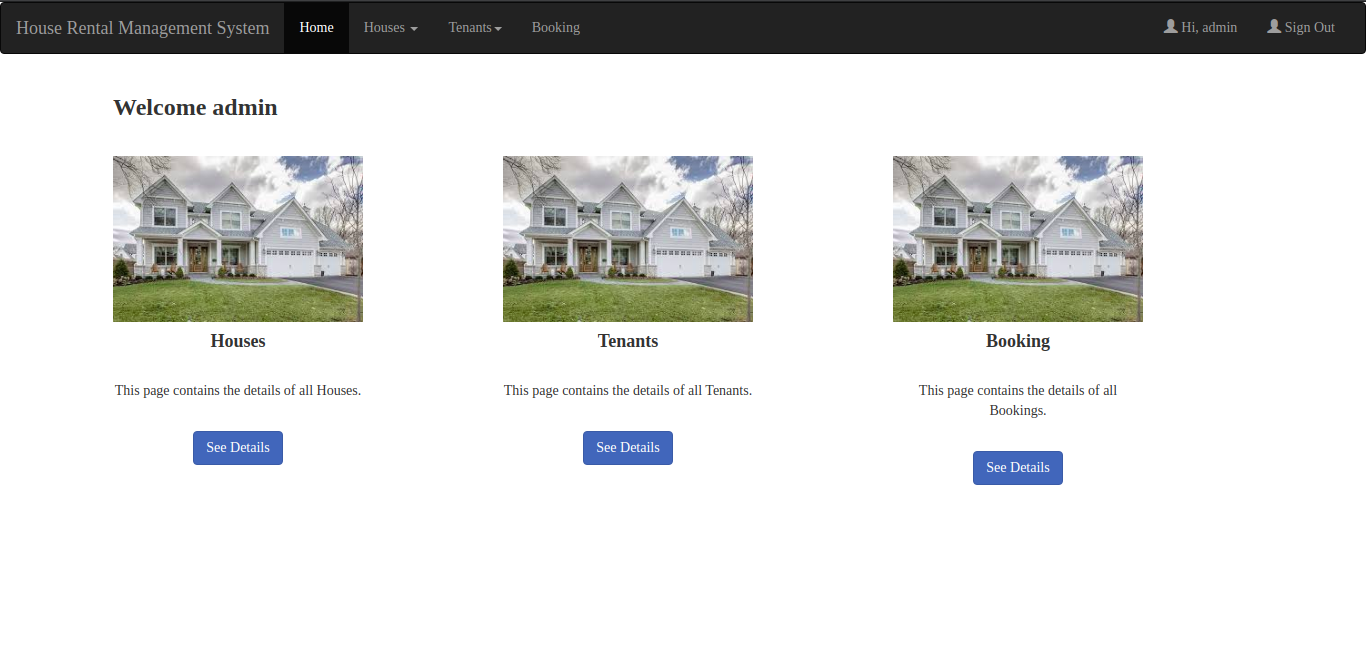 House Rental Management System Home Houses Tenants Booking Hi, admin Sign Out
Welcome admin
Houses
This page contains the details of all Houses.
See Details
Tenants
This page contains the details of all Tenants.
See Details
Booking
This page contains the details of all
Bookings.
See Details